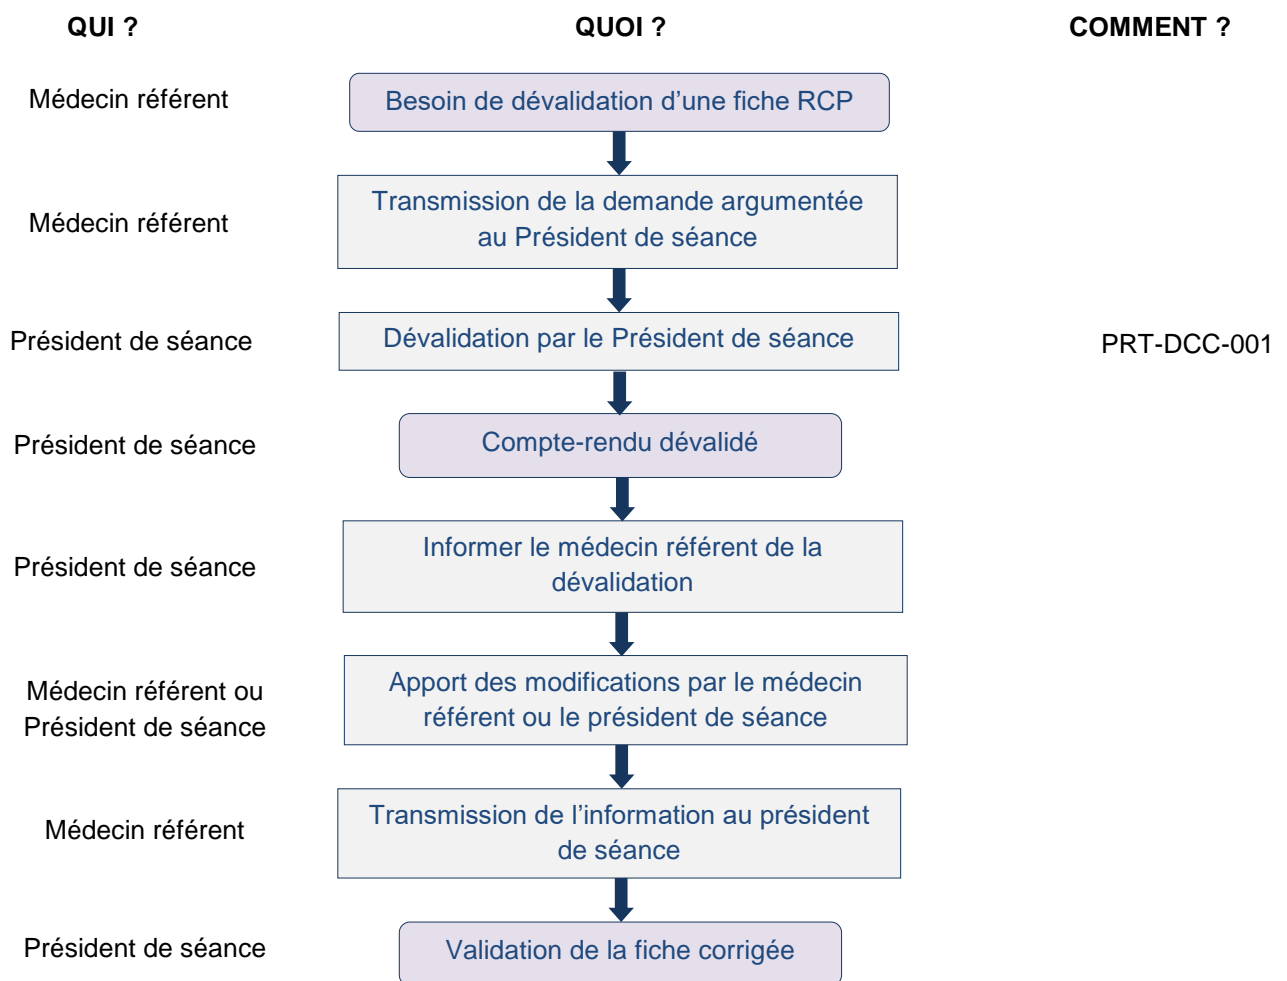 QUI ?
QUOI ?
COMMENT ?
Médecin référent
Besoin de dévalidation d’une fiche RCP
Médecin référent
Transmission de la demande argumentée
au Président de séance
Président de séance
Dévalidation par le Président de séance
PRT-DCC-001
Président de séance
Compte-rendu dévalidé
Président de séance
Informer le médecin référent de la
dévalidation
Médecin référent ou
Président de séance
Apport des modifications par le médecin
référent ou le président de séance
Médecin référent
Transmission de l’information au président
de séance
Président de séance
Validation de la fiche corrigée